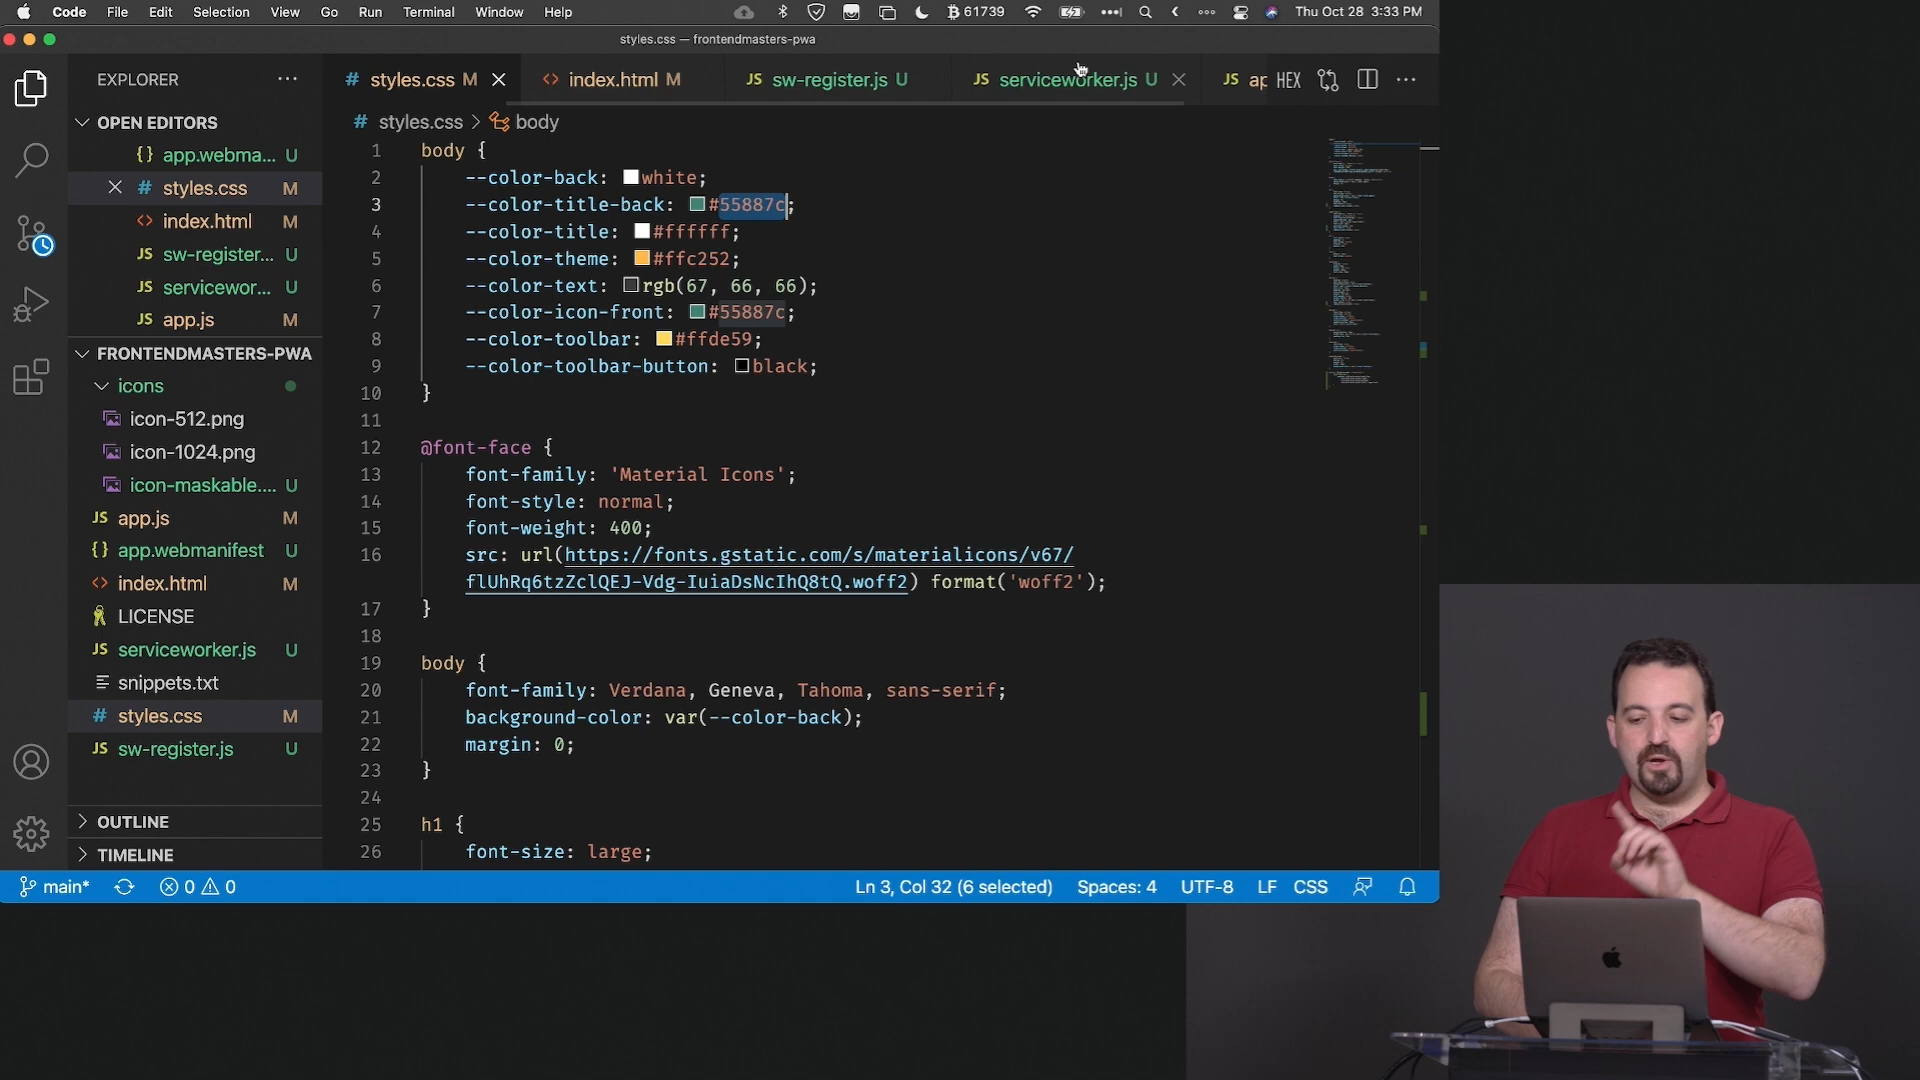 Code File Edit Selection View Go Run Terminal Window Help 61739 Thu Oct 28 3:33 PM
styles.css — frontendmasters-pwa
EXPLORER
# styles.css M
<> index.html M
JS sw-register.js U
JS serviceworker.js U
JS ap
HEX
# styles.css > body
OPEN EDITORS
{} app.webma... U
# styles.css M
<> index.html M
JS sw-register... U
JS servicewor... U
JS app.js M
FRONTENDMASTERS-PWA
icons
icon-512.png
icon-1024.png
icon-maskable.... U
JS app.js M
{} app.webmanifest U
<> index.html M
LICENSE
JS serviceworker.js U
snippets.txt
# styles.css M
JS sw-register.js U
OUTLINE
TIMELINE
1 body {
2 --color-back: white;
3 --color-title-back: #55887c;
4 --color-title: #ffffff;
5 --color-theme: #ffc252;
6 --color-text: rgb(67, 66, 66);
7 --color-icon-front: #55887c;
8 --color-toolbar: #ffde59;
9 --color-toolbar-button: black;
10 }
11
12 @font-face {
13 font-family: 'Material Icons';
14 font-style: normal;
15 font-weight: 400;
16 src: url(https://fonts.gstatic.com/s/materialicons/v67/
flUhRq6tzZclQEJ-Vdg-IuiaDsNcIhQ8tQ.woff2) format('woff2');
17 }
18
19 body {
20 font-family: Verdana, Geneva, Tahoma, sans-serif;
21 background-color: var(--color-back);
22 margin: 0;
23 }
24
25 h1 {
26 font-size: large;
main* 0 0 Ln 3, Col 32 (6 selected) Spaces: 4 UTF-8 LF CSS